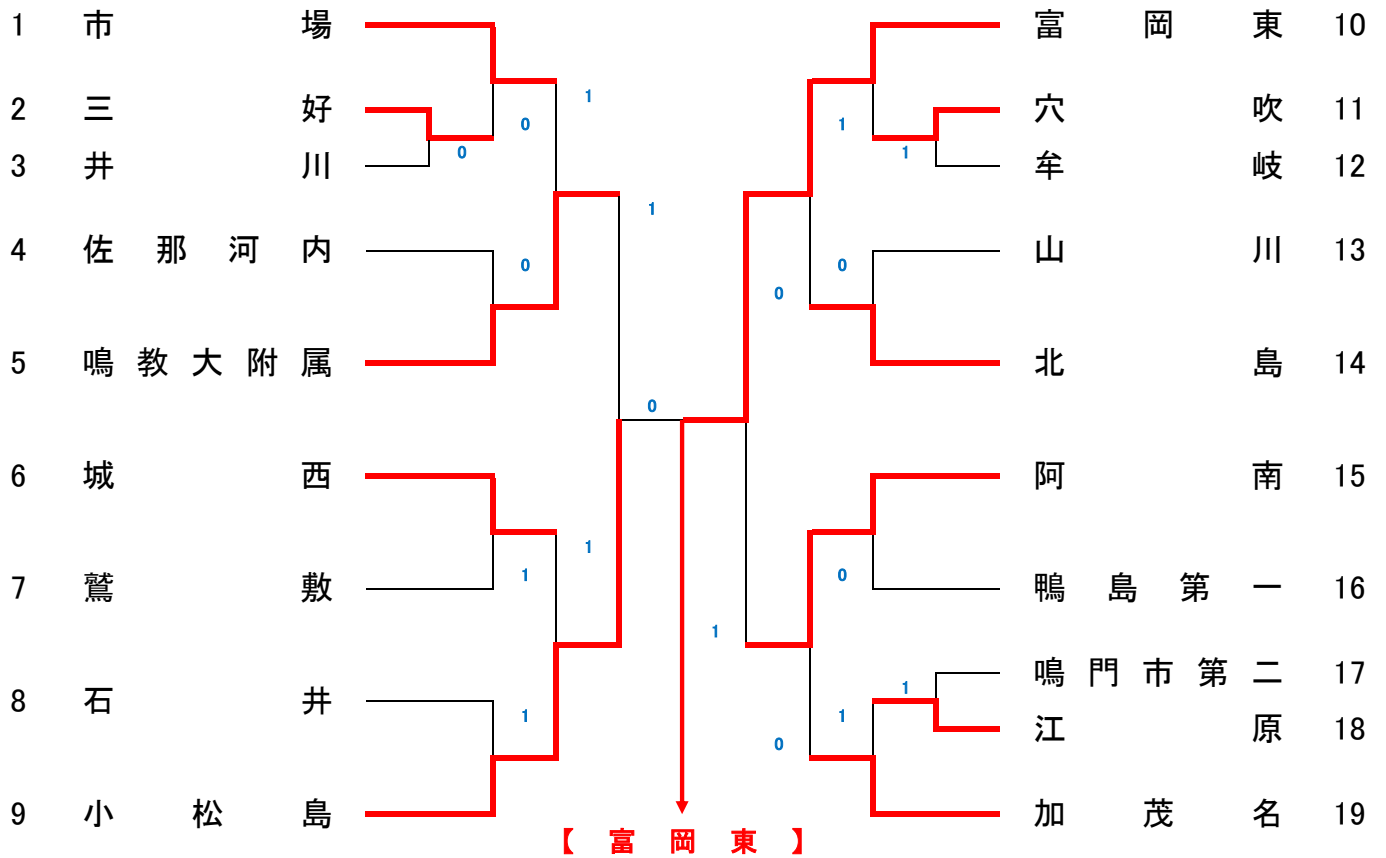 1 市場
2 三好
3 井川
4 佐那河内
5 鳴教大附属
6 城西
7 鷲敷
8 石井
9 小松島
1
0
0
1
0
0
1
1
1
富岡東 10
穴吹 11
牟岐 12
山川 13
北島 14
阿南 15
鴨島第一 16
鳴門市第二 17
江原 18
加茂名 19
1
1
0
0
0
1
1
1
0
【富岡東】